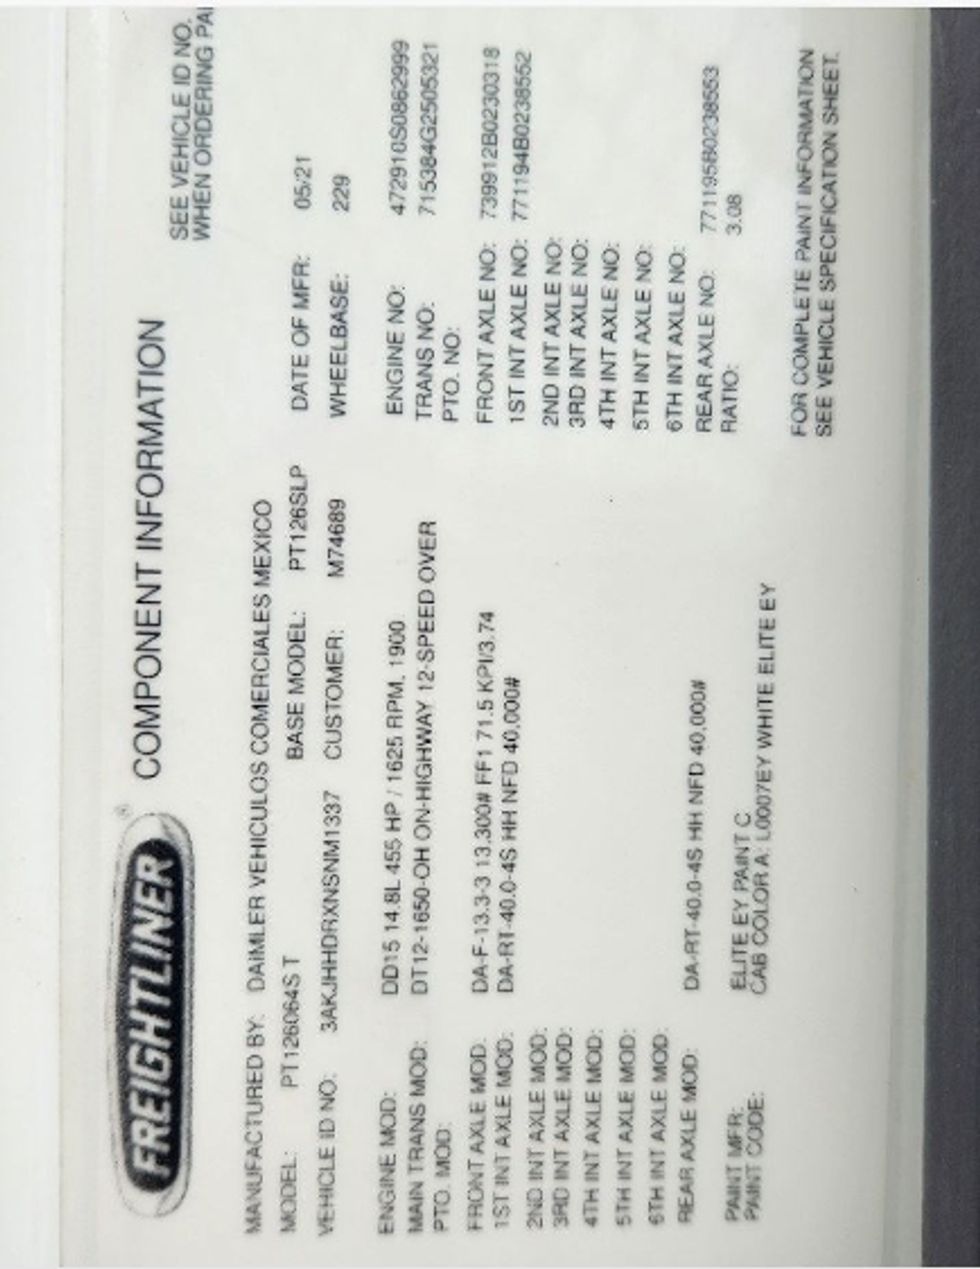 FREIGHTLINER ® COMPONENT INFORMATION
SEE VEHICLE ID NO.
WHEN ORDERING PA
MANUFACTURED BY: DAIMLER VEHICULOS COMERCIALES MEXICO
MODEL: PT126064S T BASE MODEL: PT126SLP DATE OF MFR: 05/21
VEHICLE ID NO: 3AKJHHDRXNSNM1337 CUSTOMER: M74689 WHEELBASE: 229
ENGINE MOD: DD15 14.8L 455 HP / 1625 RPM, 1900 ENGINE NO: 472910S0862999
MAIN TRANS MOD: DT12-1650-OH ON-HIGHWAY 12-SPEED OVER TRANS NO: 715384G2505321
PTO. MOD: PTO. NO:
FRONT AXLE MOD: DA-F-13.3-3 13,300# FF1 71.5 KPI/3.74 FRONT AXLE NO: 739912B0230318
1ST INT AXLE MOD: DA-RT-40.0-4S HH NFD 40,000# 1ST INT AXLE NO: 771194B0238552
2ND INT AXLE MOD: 2ND INT AXLE NO:
3RD INT AXLE MOD: 3RD INT AXLE NO:
4TH INT AXLE MOD: 4TH INT AXLE NO:
5TH INT AXLE MOD: 5TH INT AXLE NO:
6TH INT AXLE MOD: 6TH INT AXLE NO:
REAR AXLE MOD: DA-RT-40.0-4S HH NFD 40,000# REAR AXLE NO: 771195B0238553
RATIO: 3.08
PAINT MFR: ELITE EY PAINT C
PAINT CODE: CAB COLOR A: L0007EY WHITE ELITE EY
FOR COMPLETE PAINT INFORMATION
SEE VEHICLE SPECIFICATION SHEET.